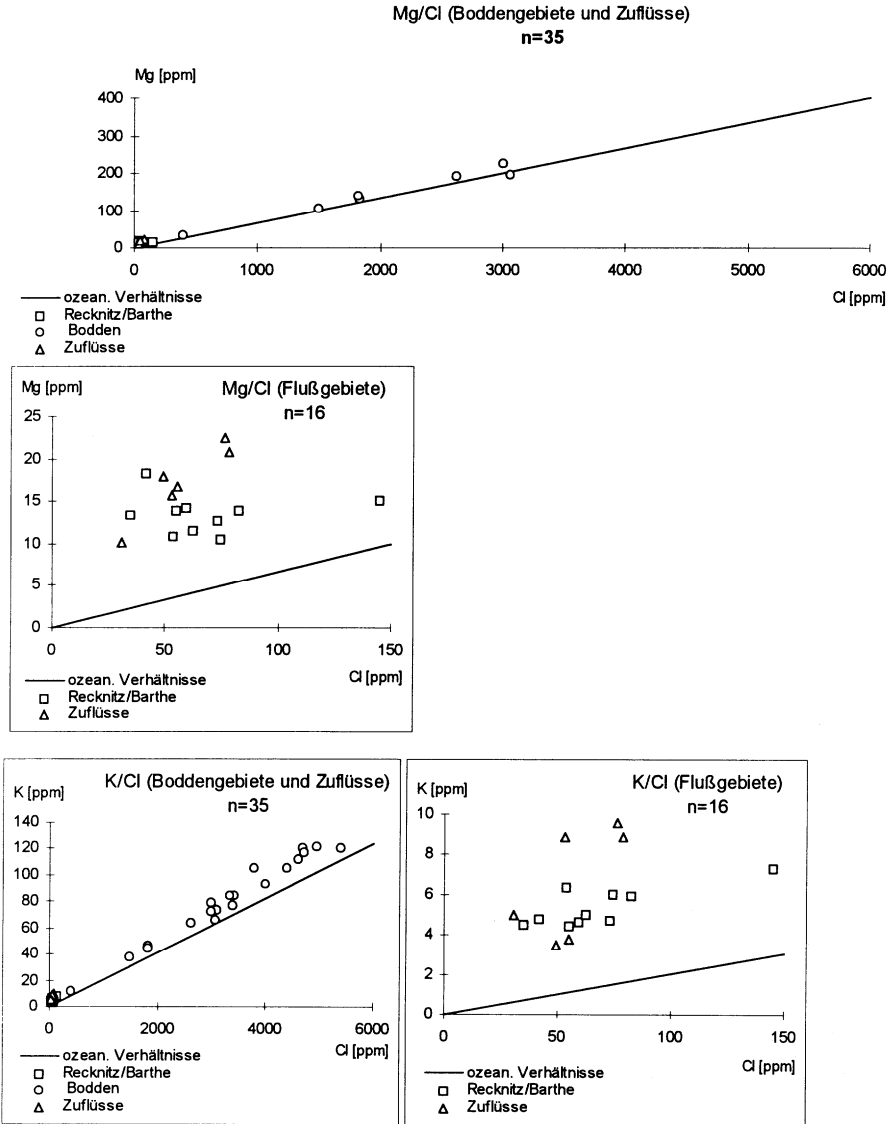 Mg/Cl (Boddengebiete und Zuflüsse)
n=35
Mg [ppm]
400
300
200
100
0
0 1000 2000 3000 4000 5000 6000
Cl [ppm]
ozean. Verhältnisse
Recknitz/Barthe
Bodden
Zuflüsse
Mg [ppm]
Mg/Cl (Flußgebiete)
n=16
25
20
15
10
5
0
0 50 100 150
Cl [ppm]
ozean. Verhältnisse
Recknitz/Barthe
Zuflüsse
K [ppm]
K/Cl (Boddengebiete und Zuflüsse)
n=35
140
120
100
80
60
40
20
0
0 2000 4000 6000
Cl [ppm]
ozean. Verhältnisse
Recknitz/Barthe
Bodden
Zuflüsse
K [ppm]
K/Cl (Flußgebiete)
n=16
10
8
6
4
2
0
0 50 100 150
Cl [ppm]
ozean. Verhältnisse
Recknitz/Barthe
Zuflüsse